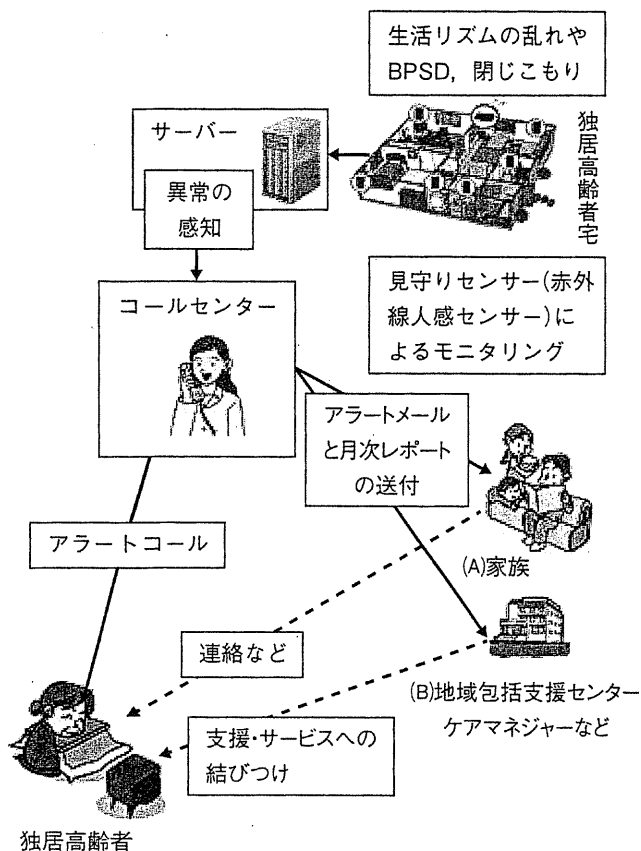 生活リズムの乱れや
BPSD，閉じこもり
サーバー
独居高齢者宅
異常の
感知
コールセンター
見守りセンサー(赤外
線人感センサー)に
よるモニタリング
アラートメール
と月次レポート
の送付
アラートコール
(A)家族
連絡など
(B)地域包括支援センター
ケアマネジャーなど
支援・サービスへの
結びつけ
独居高齢者